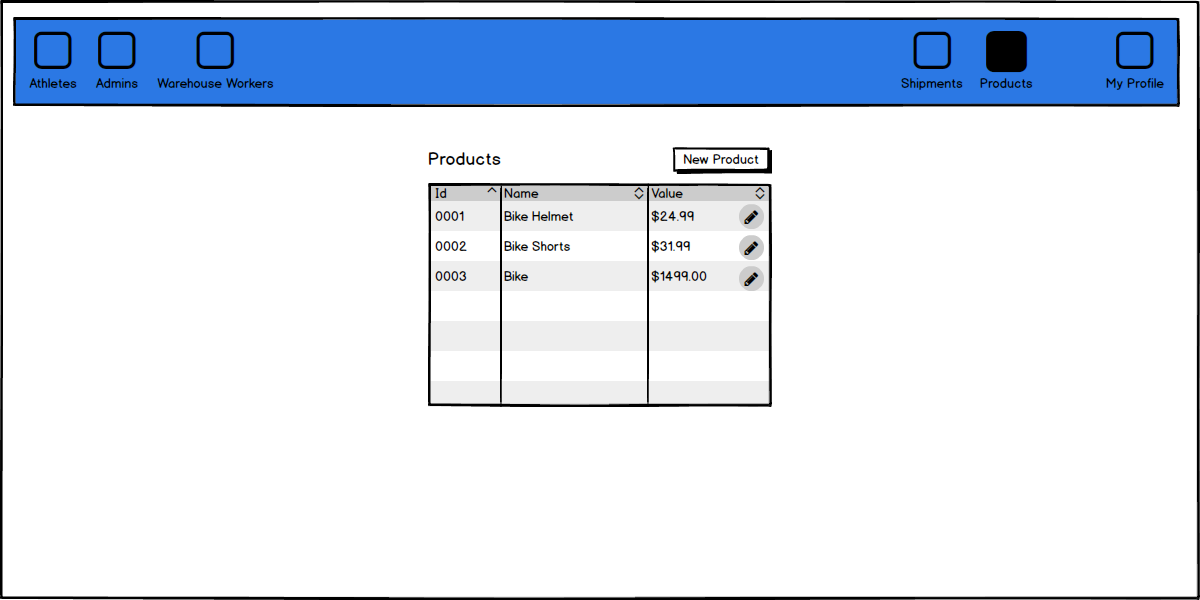 Athletes Admins Warehouse Workers Shipments Products My Profile
Products New Product
Id Name Value
0001 Bike Helmet $24.99
0002 Bike Shorts $31.99
0003 Bike $1499.00